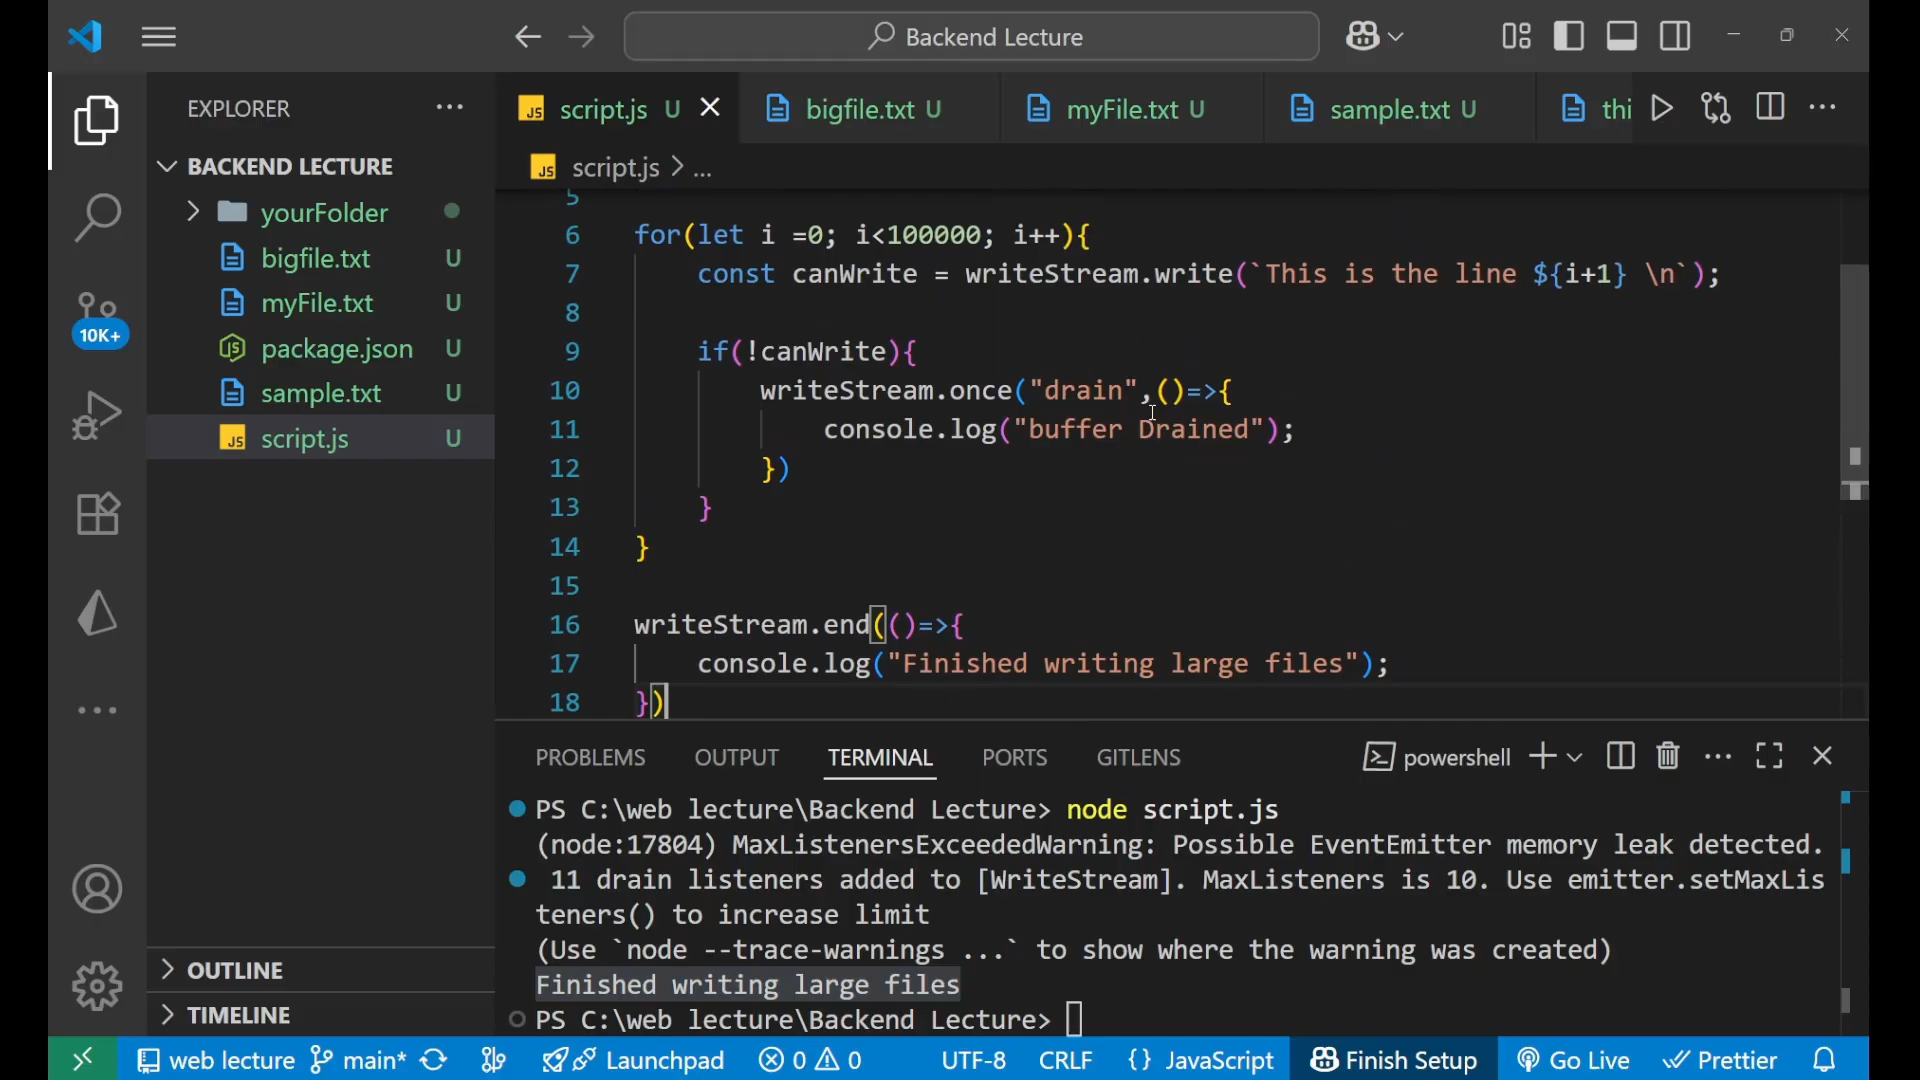 Backend Lecture
EXPLORER
script.js U
bigfile.txt U
myFile.txt U
sample.txt U
thi
BACKEND LECTURE
JS script.js > ...
yourFolder
bigfile.txt U
myFile.txt U
package.json U
sample.txt U
JS script.js U
10K+
5
6 for(let i =0; i<100000; i++){
7 const canWrite = writeStream.write(`This is the line ${i+1} \n`);
8
9 if(!canWrite){
10 writeStream.once("drain",()=>{
11 console.log("buffer Drained");
12 })
13 }
14 }
15
16 writeStream.end(()=>{
17 console.log("Finished writing large files");
18 })
PROBLEMS OUTPUT TERMINAL PORTS GITLENS powershell
PS C:\web lecture\Backend Lecture> node script.js
(node:17804) MaxListenersExceededWarning: Possible EventEmitter memory leak detected.
11 drain listeners added to [WriteStream]. MaxListeners is 10. Use emitter.setMaxLis
teners() to increase limit
(Use `node --trace-warnings ...` to show where the warning was created)
Finished writing large files
PS C:\web lecture\Backend Lecture>
OUTLINE
TIMELINE
web lecture main* Launchpad 0 0 UTF-8 CRLF {} JavaScript Finish Setup Go Live Prettier